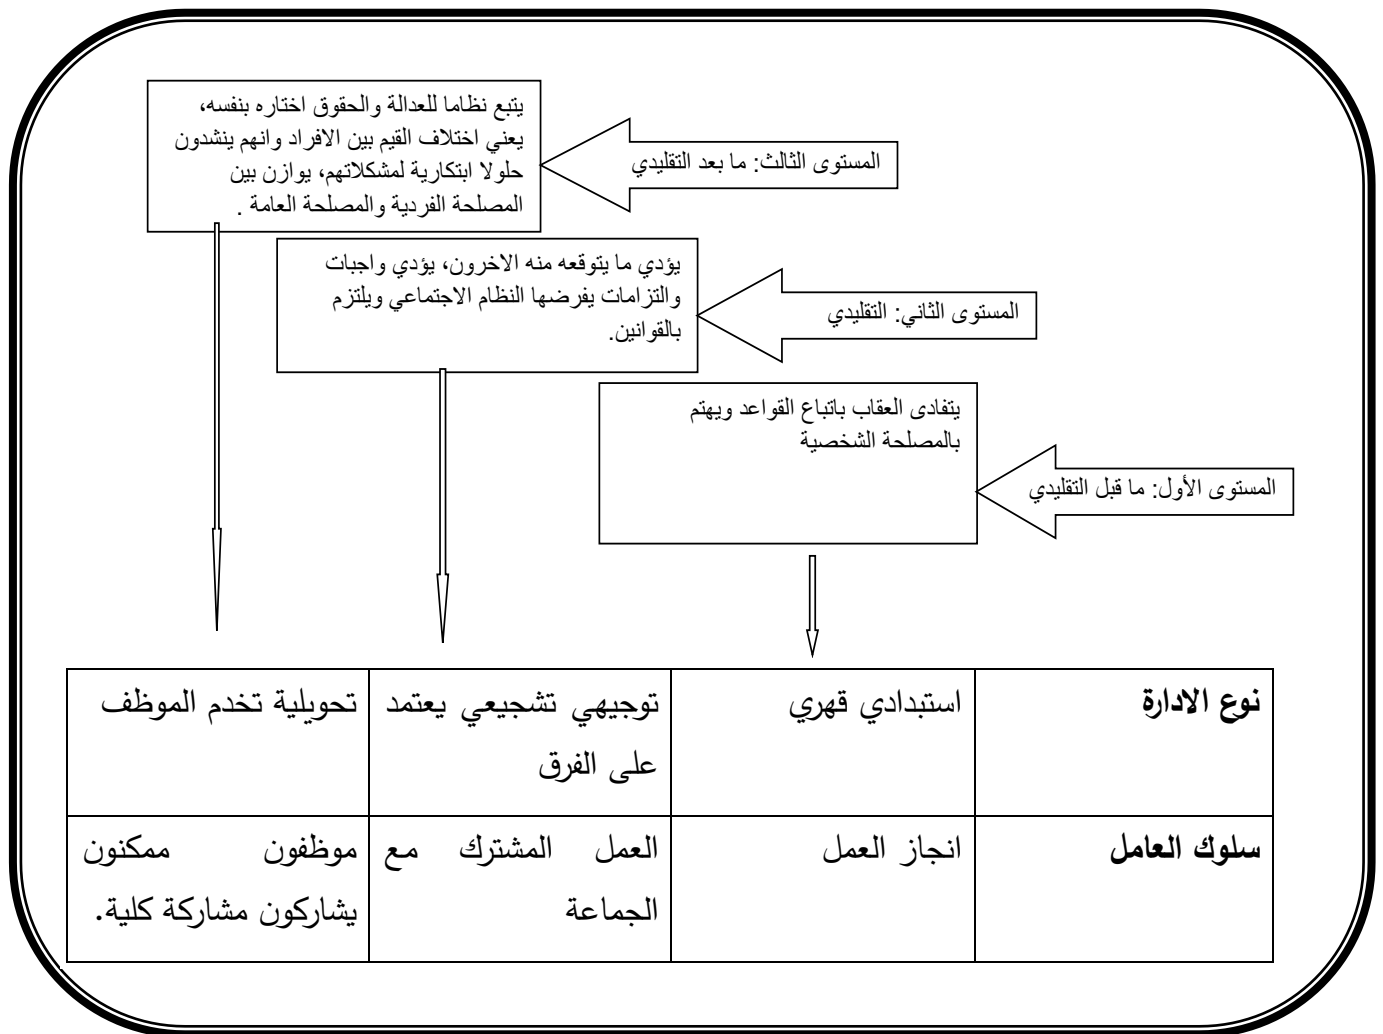 يتبع نظاما للعدالة والحقوق اختاره بنفسه،
يعني اختلاف القيم بين الافراد وانهم ينشدون
حلولا ابتكارية لمشكلاتهم، يوازن بين
المصلحة الفردية والمصلحة العامة .
المستوى الثالث: ما بعد التقليدي
يؤدي ما يتوقعه منه الاخرون، يؤدي واجبات
والتزامات يفرضها النظام الاجتماعي ويلتزم
بالقوانين.
المستوى الثاني: التقليدي
يتفادى العقاب باتباع القواعد ويهتم
بالمصلحة الشخصية
المستوى الأول: ما قبل التقليدي
نوع الادارة
استبدادي قهري
توجيهي تشجيعي يعتمد
على الفرق
تحويلية تخدم الموظف
سلوك العامل
انجاز العمل
العمل المشترك مع
الجماعة
موظفون ممكنون
يشاركون مشاركة كلية.